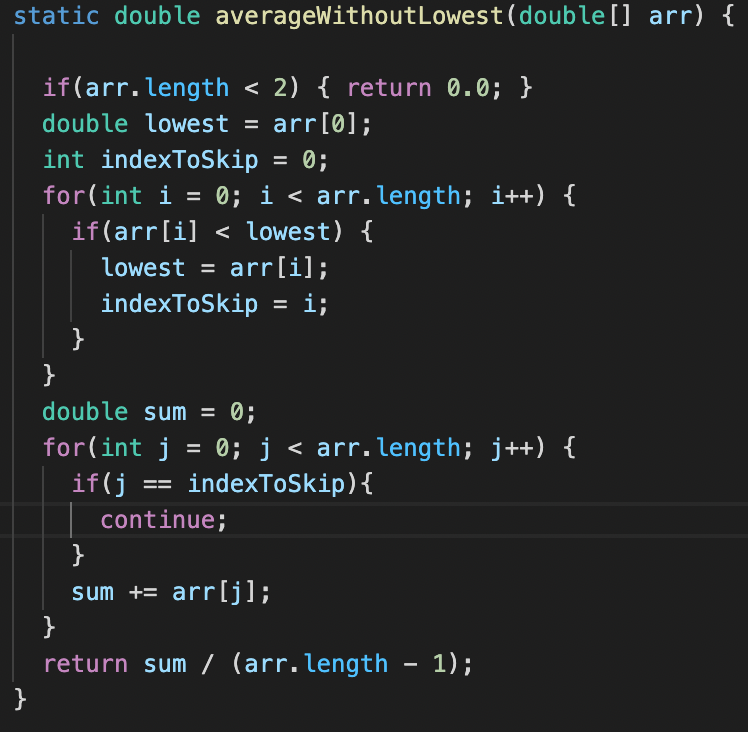 static double averageWithoutLowest(double[] arr) {
if(arr.length < 2) { return 0.0; }
double lowest = arr[0];
int indexToSkip = 0;
for(int i = 0; i < arr.length; i++) {
if(arr[i] < lowest) {
lowest = arr[i];
indexToSkip = i;
}
}
double sum = 0;
for(int j = 0; j < arr.length; j++) {
if(j == indexToSkip){
continue;
}
sum += arr[j];
}
return sum / (arr.length - 1);
}